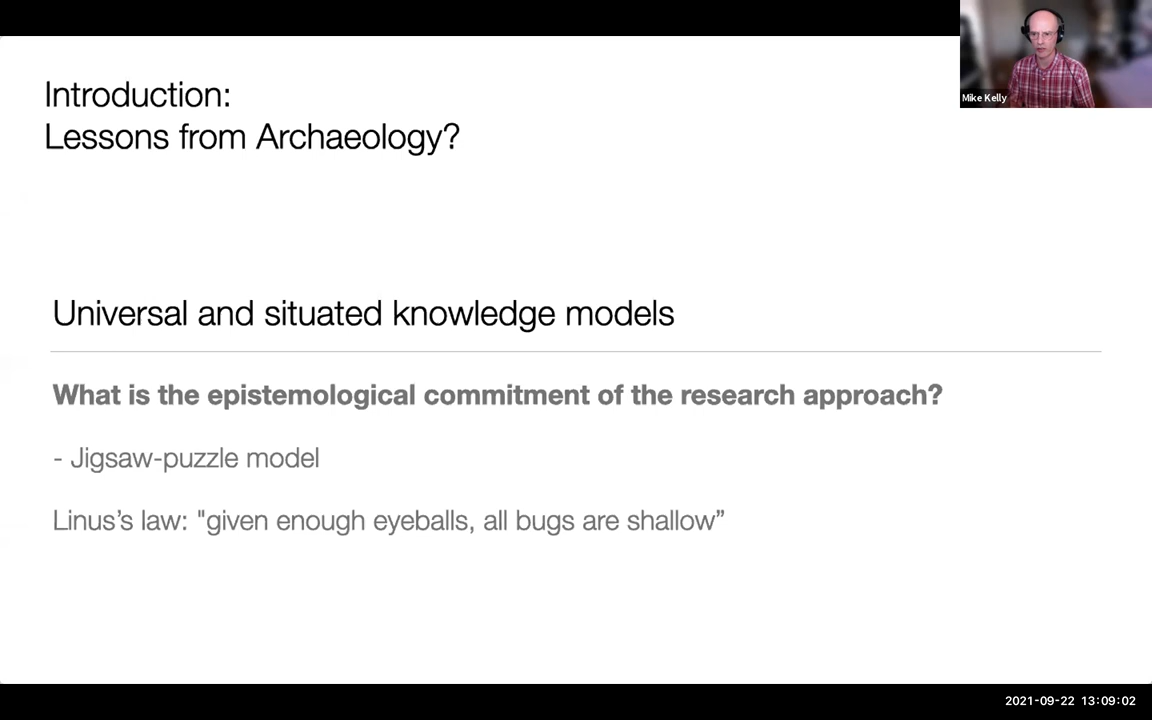 Introduction:
Lessons from Archaeology?
Mike Kelly
Universal and situated knowledge models
What is the epistemological commitment of the research approach?
- Jigsaw-puzzle model
Linus’s law: "given enough eyeballs, all bugs are shallow”
2021-09-22 13:09:02